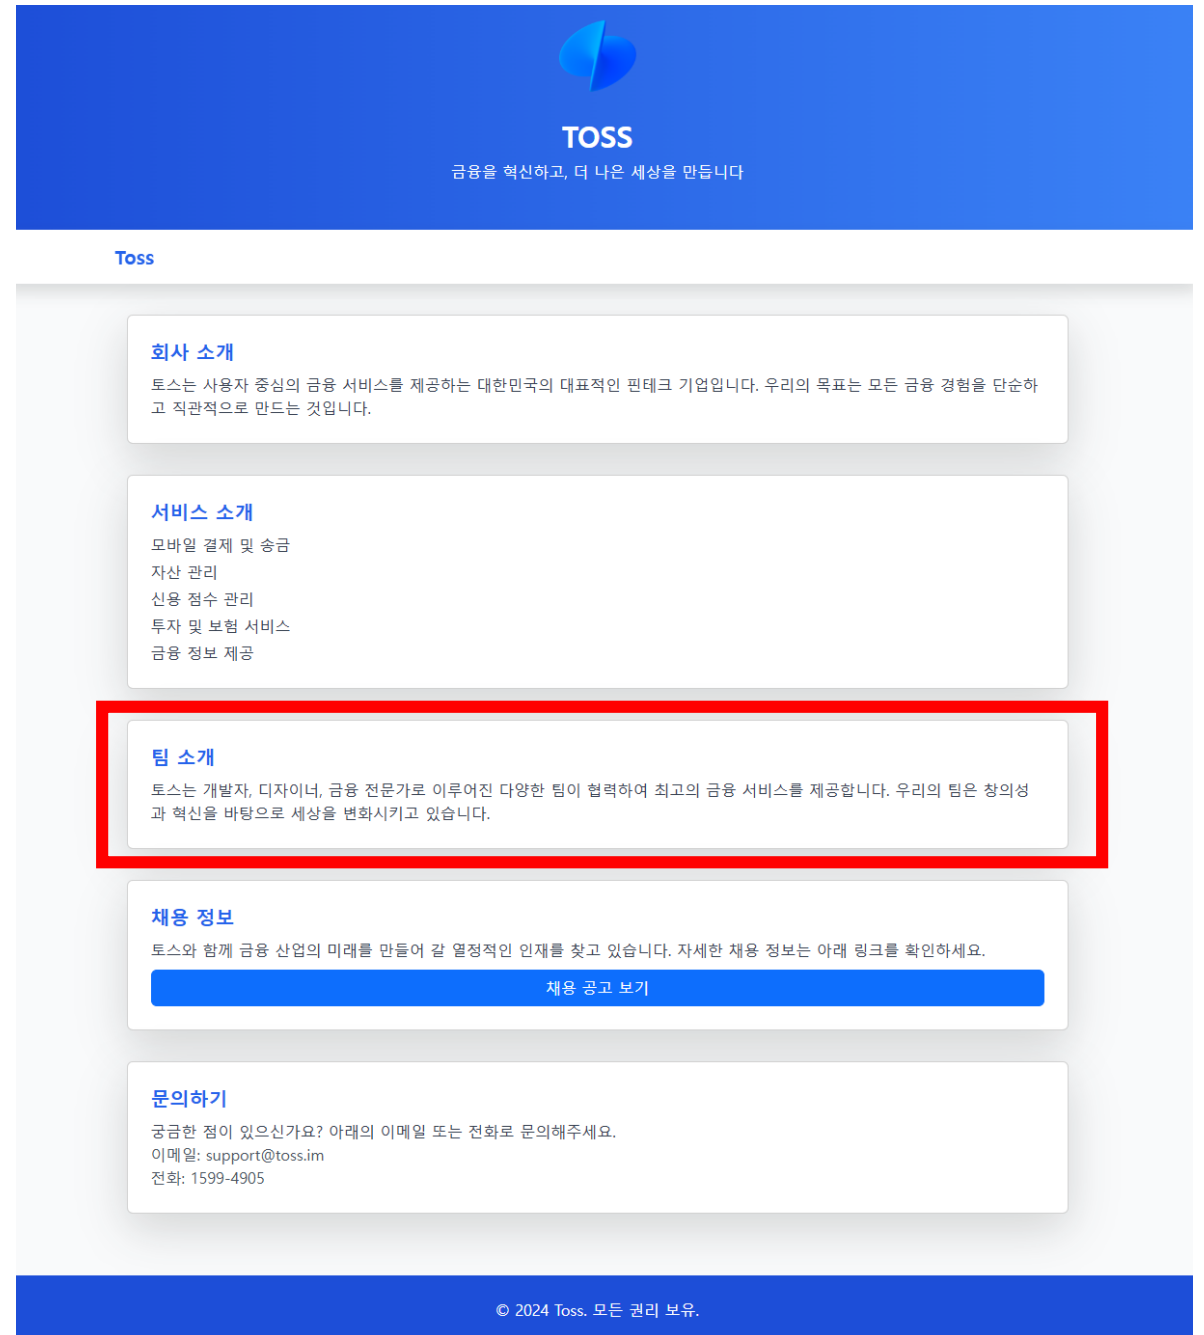 TOSS
금융을 혁신하고, 더 나은 세상을 만듭니다
Toss
회사 소개
토스는 사용자 중심의 금융 서비스를 제공하는 대한민국의 대표적인 핀테크 기업입니다. 우리의 목표는 모든 금융 경험을 단순하
고 직관적으로 만드는 것입니다.
서비스 소개
모바일 결제 및 송금
자산 관리
신용 점수 관리
투자 및 보험 서비스
금융 정보 제공
팀 소개
토스는 개발자, 디자이너, 금융 전문가로 이루어진 다양한 팀이 협력하여 최고의 금융 서비스를 제공합니다. 우리의 팀은 창의성
과 혁신을 바탕으로 세상을 변화시키고 있습니다.
채용 정보
토스와 함께 금융 산업의 미래를 만들어 갈 열정적인 인재를 찾고 있습니다. 자세한 채용 정보는 아래 링크를 확인하세요.
채용 공고 보기
문의하기
궁금한 점이 있으신가요? 아래의 이메일 또는 전화로 문의해주세요.
이메일: support@toss.im
전화: 1599-4905
© 2024 Toss. 모든 권리 보유.